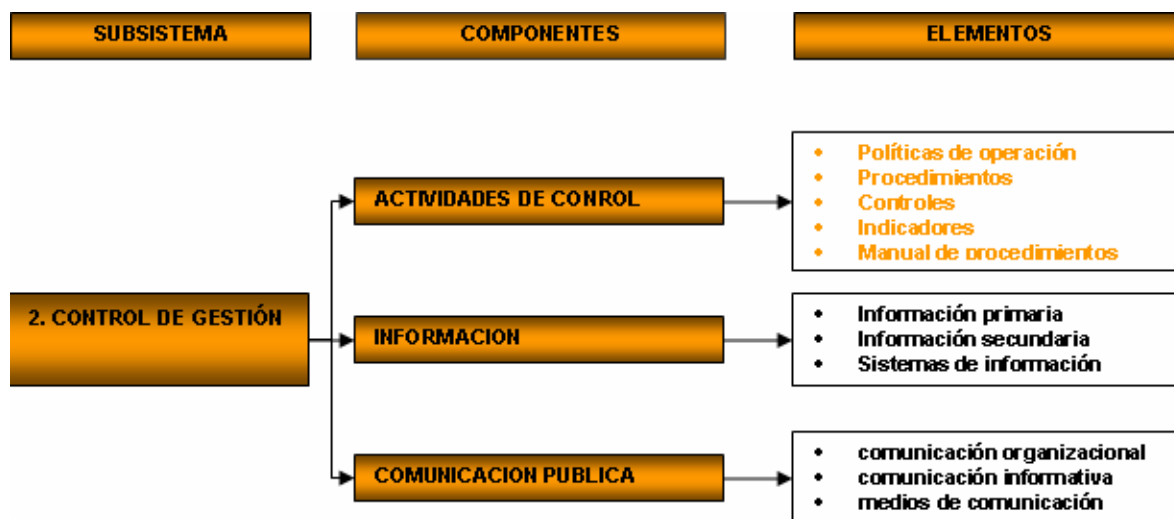 SUBSISTEMA
COMPONENTES
ELEMENTOS
2. CONTROL DE GESTIÓN
ACTIVIDADES DE CONROL
• Políticas de operación
• Procedimientos
• Controles
• Indicadores
• Manual de procedimientos
INFORMACION
• Información primaria
• Información secundaria
• Sistemas de información
COMUNICACION PUBLICA
• comunicación organizacional
• comunicación informativa
• medios de comunicación